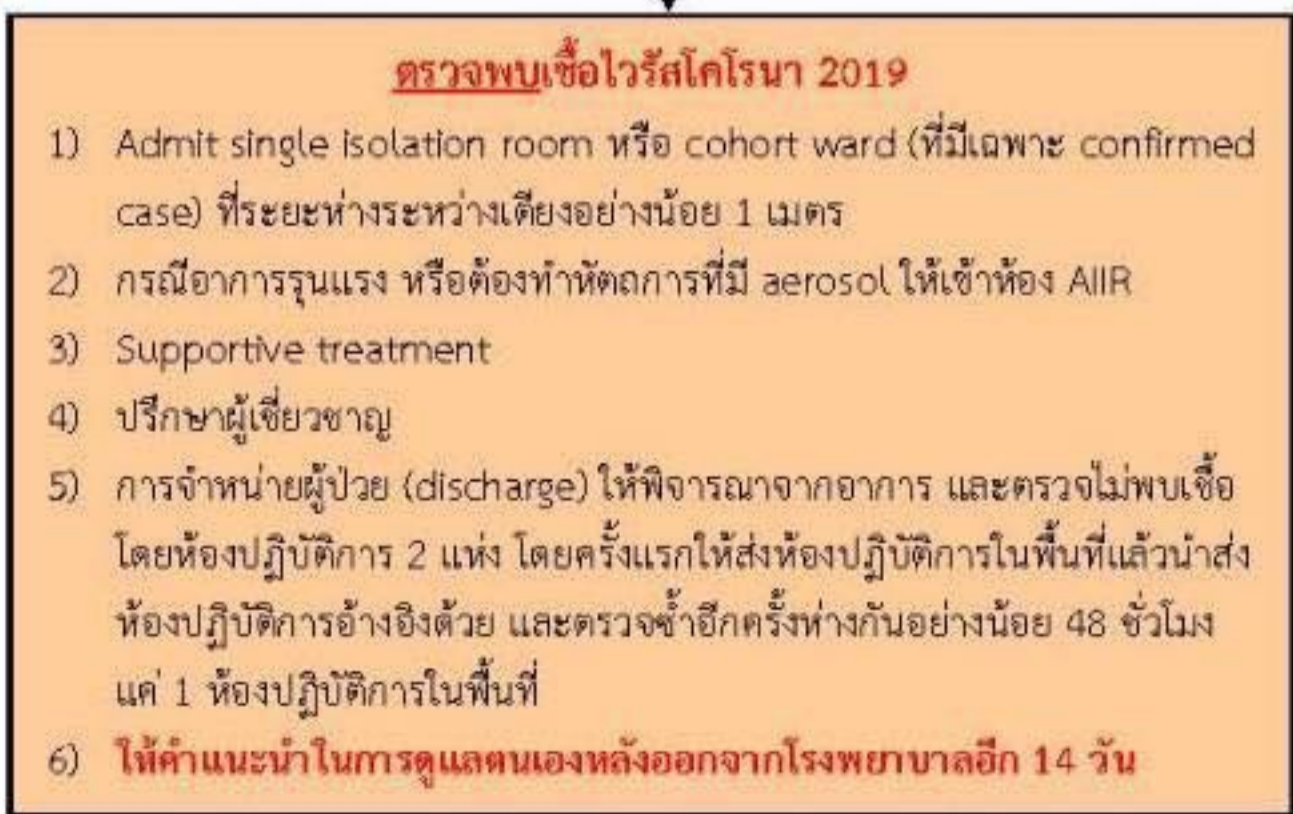 ตรวจพบเชื้อไวรัสโคโรนา 2019
1) Admit single isolation room หรือ cohort ward (ที่มีเฉพาะ confirmed
case) ที่ระยะห่างระหว่างเตียงอย่างน้อย 1 เมตร
2) กรณีอาการรุนแรง หรือต้องทำหัตถการที่มี aerosol ให้เข้าห้อง AIIR
3) Supportive treatment
4) ปรึกษาผู้เชี่ยวชาญ
5) การจำหน่ายผู้ป่วย (discharge) ให้พิจารณาจากอาการ และตรวจไม่พบเชื้อ
โดยห้องปฏิบัติการ 2 แห่ง โดยครั้งแรกให้ส่งห้องปฏิบัติการในพื้นที่แล้วนำส่ง
ห้องปฏิบัติการอ้างอิงด้วย และตรวจซ้ำอีกครั้งห่างกันอย่างน้อย 48 ชั่วโมง
แค่ 1 ห้องปฏิบัติการในพื้นที่
6) ให้คำแนะนำในการดูแลตนเองหลังออกจากโรงพยาบาลอีก 14 วัน